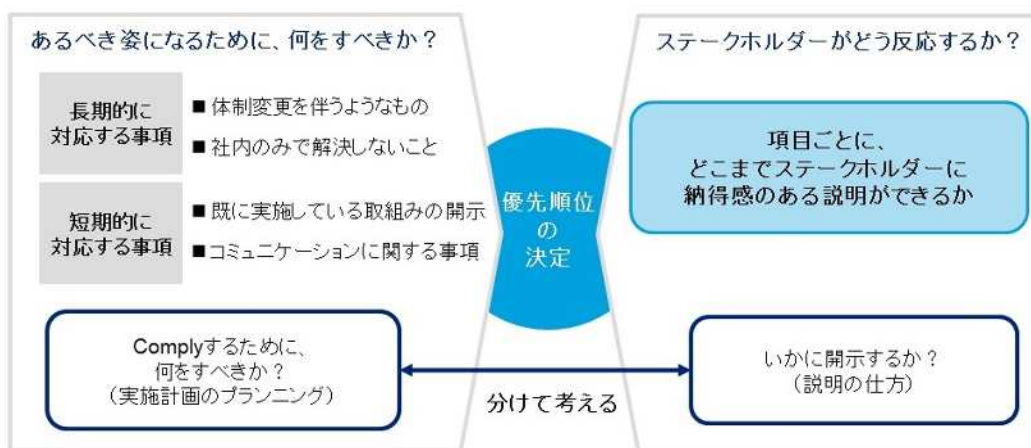 あるべき姿になるために、何をすべきか？
長期的に
対応する事項
■体制変更を伴うようなもの
■社内のみで解決しないこと
短期的に
対応する事項
■既に実施している取組みの開示
■コミュニケーションに関する事項
Complyするために、
何をすべきか？
（実施計画のプランニング）
優先順位
の
決定
分けて考える
ステークホルダーがどう反応するか？
項目ごとに、
どこまでステークホルダーに
納得感のある説明ができるか
いかに開示するか？
（説明の仕方）